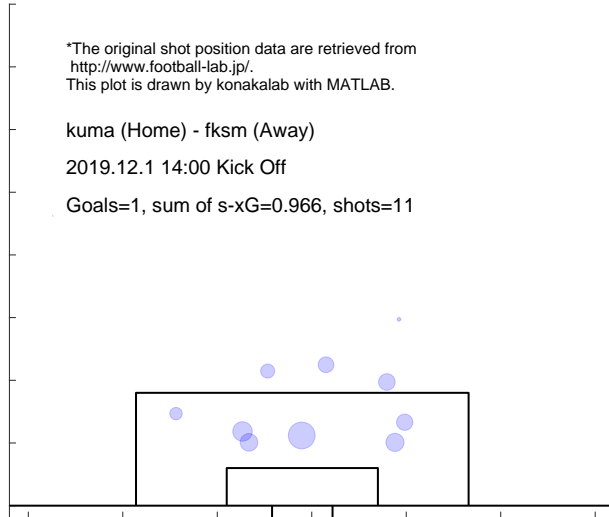 *The original shot position data are retrieved from
http://www.football-lab.jp/.
This plot is drawn by konakalab with MATLAB.
kuma (Home) - fksm (Away)
2019.12.1 14:00 Kick Off
Goals=1, sum of s-xG=0.966, shots=11